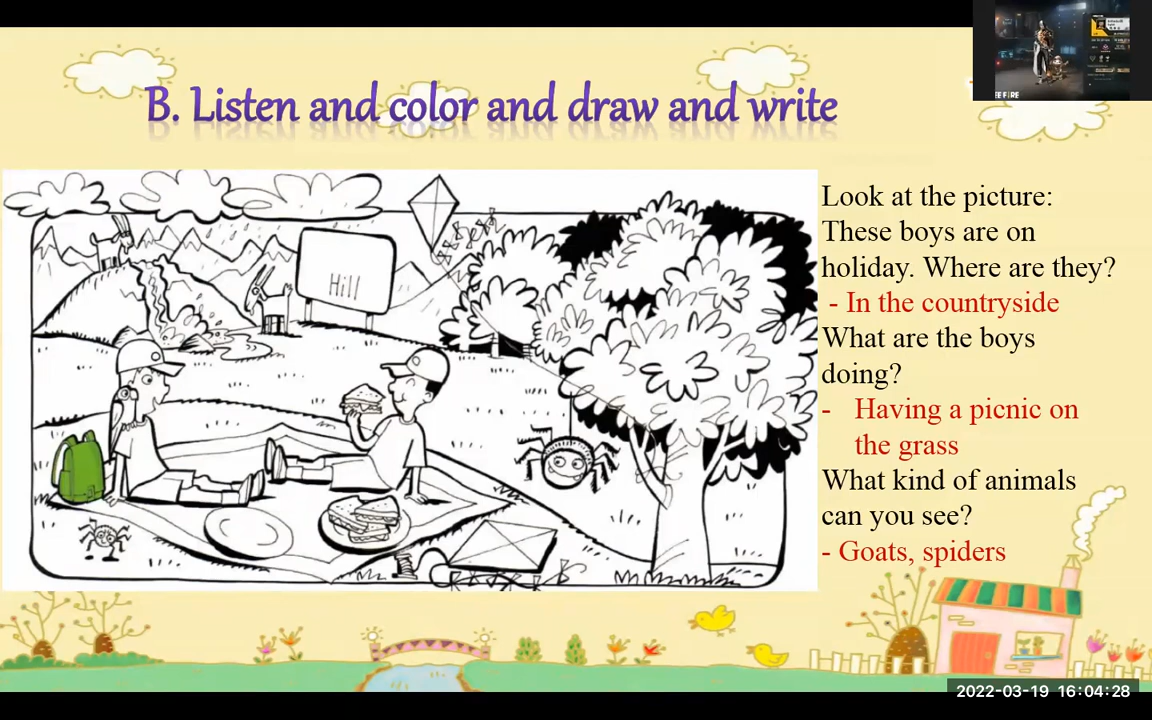 B. Listen and color and draw and write
Hill
Look at the picture:
These boys are on
holiday. Where are they?
- In the countryside
What are the boys
doing?
- Having a picnic on
the grass
What kind of animals
can you see?
- Goats, spiders
2022-03-19 16:04:28